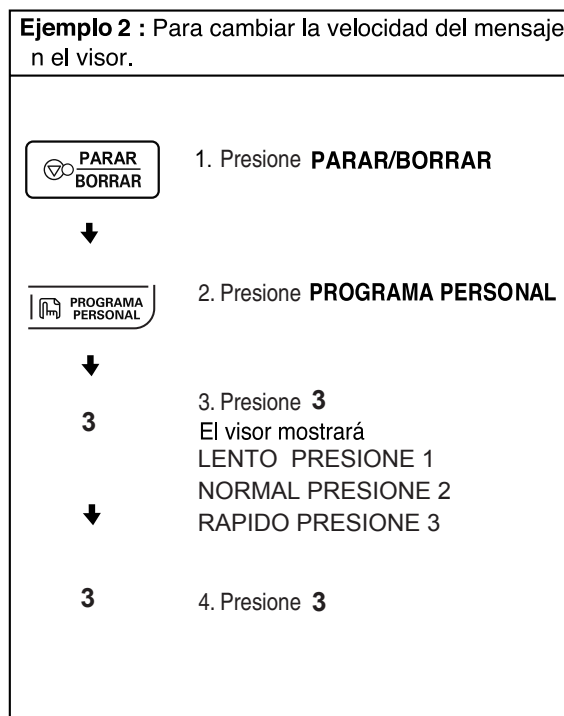 Ejemplo 2 : Para cambiar la velocidad del mensaje
n el visor.
PARAR
BORRAR
1. Presione PARAR/BORRAR
PROGRAMA
PERSONAL
2. Presione PROGRAMA PERSONAL
3
3. Presione 3
El visor mostrará
LENTO PRESIONE 1
NORMAL PRESIONE 2
RAPIDO PRESIONE 3
3
4. Presione 3